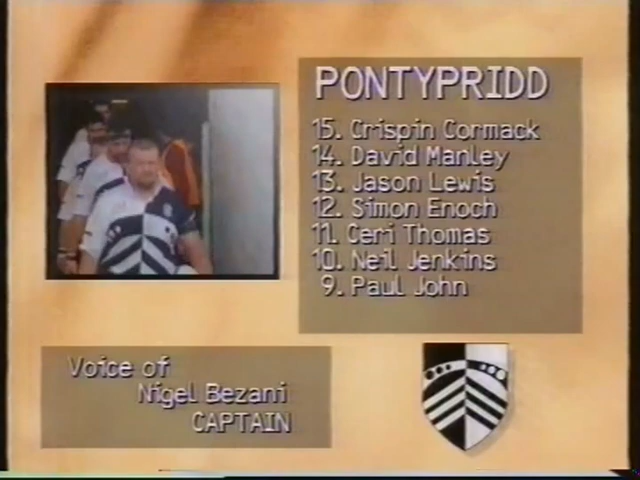 PONTYPRIDD
15. Crispin Cormack
14. David Manley
13. Jason Lewis
12. Simon Enoch
11. Ceri Thomas
10. Neil Jenkins
9. Paul John
Voice of
Nigel Bezani
CAPTAIN